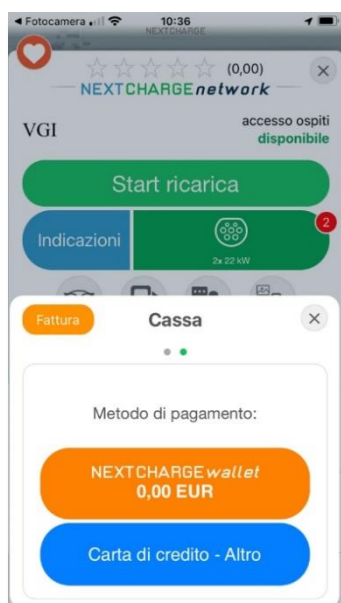 ◀ Fotocamera 10:36
NEXTCHARGE
(0,00)
NEXTCHARGEnetwork
VGI
accesso ospiti
disponibile
Start ricarica
Indicazioni
2
2x 22 kW
Fattura
Cassa
Metodo di pagamento:
NEXTCHARGEwallet
0,00 EUR
Carta di credito - Altro